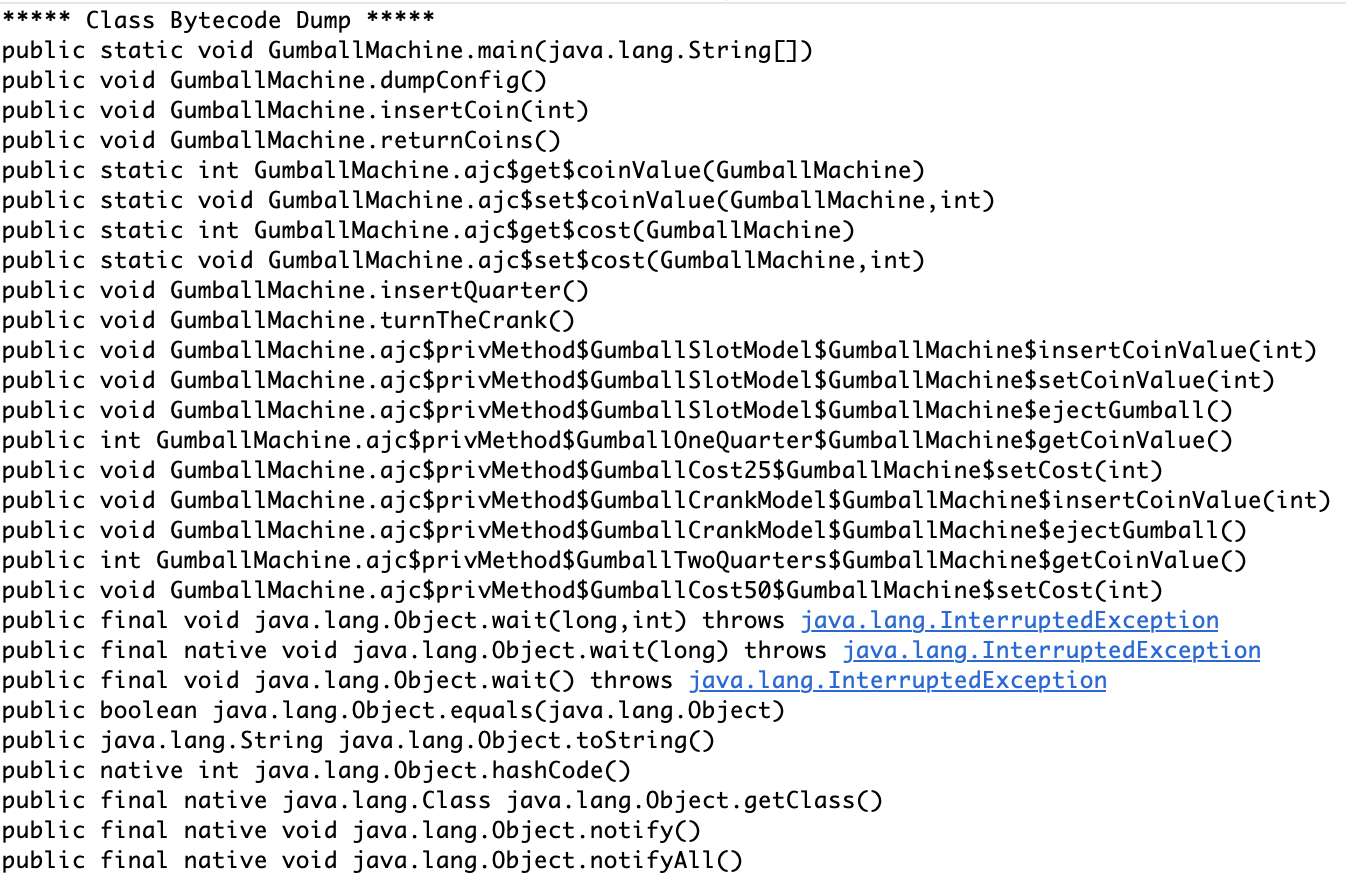 ***** Class Bytecode Dump *****
public static void GumballMachine.main(java.lang.String[])
public void GumballMachine.dumpConfig()
public void GumballMachine.insertCoin(int)
public void GumballMachine.returnCoins()
public static int GumballMachine.ajc$get$coinValue(GumballMachine)
public static void GumballMachine.ajc$set$coinValue(GumballMachine,int)
public static int GumballMachine.ajc$get$cost(GumballMachine)
public static void GumballMachine.ajc$set$cost(GumballMachine,int)
public void GumballMachine.insertQuarter()
public void GumballMachine.turnTheCrank()
public void GumballMachine.ajc$privMethod$GumballSlotModel$GumballMachine$insertCoinValue(int)
public void GumballMachine.ajc$privMethod$GumballSlotModel$GumballMachine$setCoinValue(int)
public void GumballMachine.ajc$privMethod$GumballSlotModel$GumballMachine$ejectGumball()
public int GumballMachine.ajc$privMethod$GumballOneQuarter$GumballMachine$getCoinValue()
public void GumballMachine.ajc$privMethod$GumballCost25$GumballMachine$setCost(int)
public void GumballMachine.ajc$privMethod$GumballCrankModel$GumballMachine$insertCoinValue(int)
public void GumballMachine.ajc$privMethod$GumballCrankModel$GumballMachine$ejectGumball()
public int GumballMachine.ajc$privMethod$GumballTwoQuarters$GumballMachine$getCoinValue()
public void GumballMachine.ajc$privMethod$GumballCost50$GumballMachine$setCost(int)
public final void java.lang.Object.wait(long,int) throws java.lang.InterruptedException
public final native void java.lang.Object.wait(long) throws java.lang.InterruptedException
public final void java.lang.Object.wait() throws java.lang.InterruptedException
public boolean java.lang.Object.equals(java.lang.Object)
public java.lang.String java.lang.Object.toString()
public native int java.lang.Object.hashCode()
public final native java.lang.Class java.lang.Object.getClass()
public final native void java.lang.Object.notify()
public final native void java.lang.Object.notifyAll()